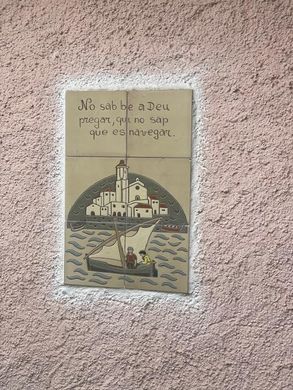 No sab be a Deu
pregar, qui no sap
que es navegar.